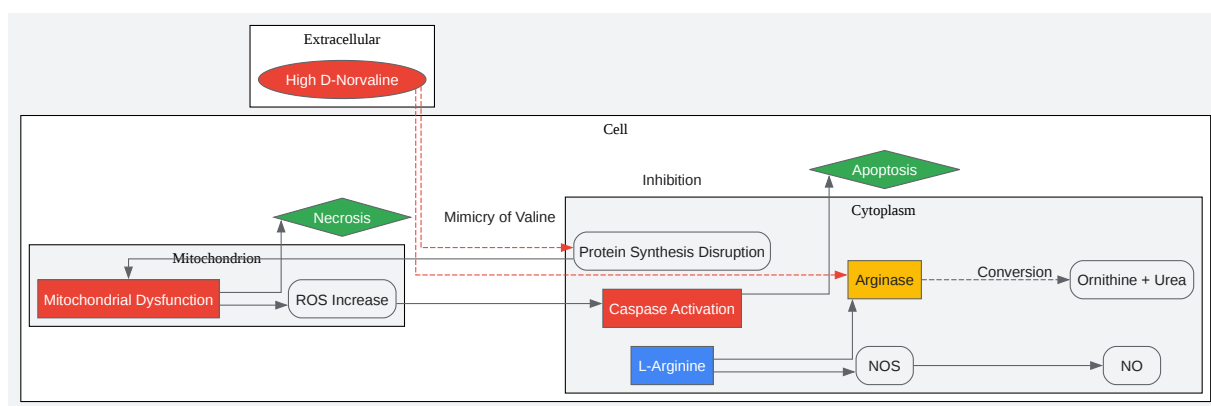 Extracellular
High D-Norvaline
Cell
Apoptosis
Inhibition
Cytoplasm
Necrosis
Mimicry of Valine
Protein Synthesis Disruption
Mitochondrion
Arginase
Conversion
Ornithine + Urea
Mitochondrial Dysfunction
ROS Increase
Caspase Activation
L-Arginine
NOS
NO